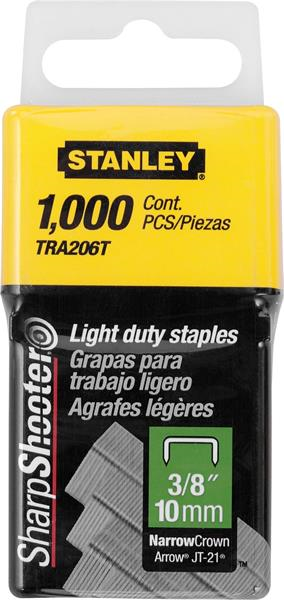 STANLEY®
1,000 Cont.
PCS/Piezas
TRA206T
SharpShooter
Light duty staples
Grapas para
trabajo ligero
Agrafes légères
3/8"
10mm
NarrowCrown
Arrow® JT-21®
™